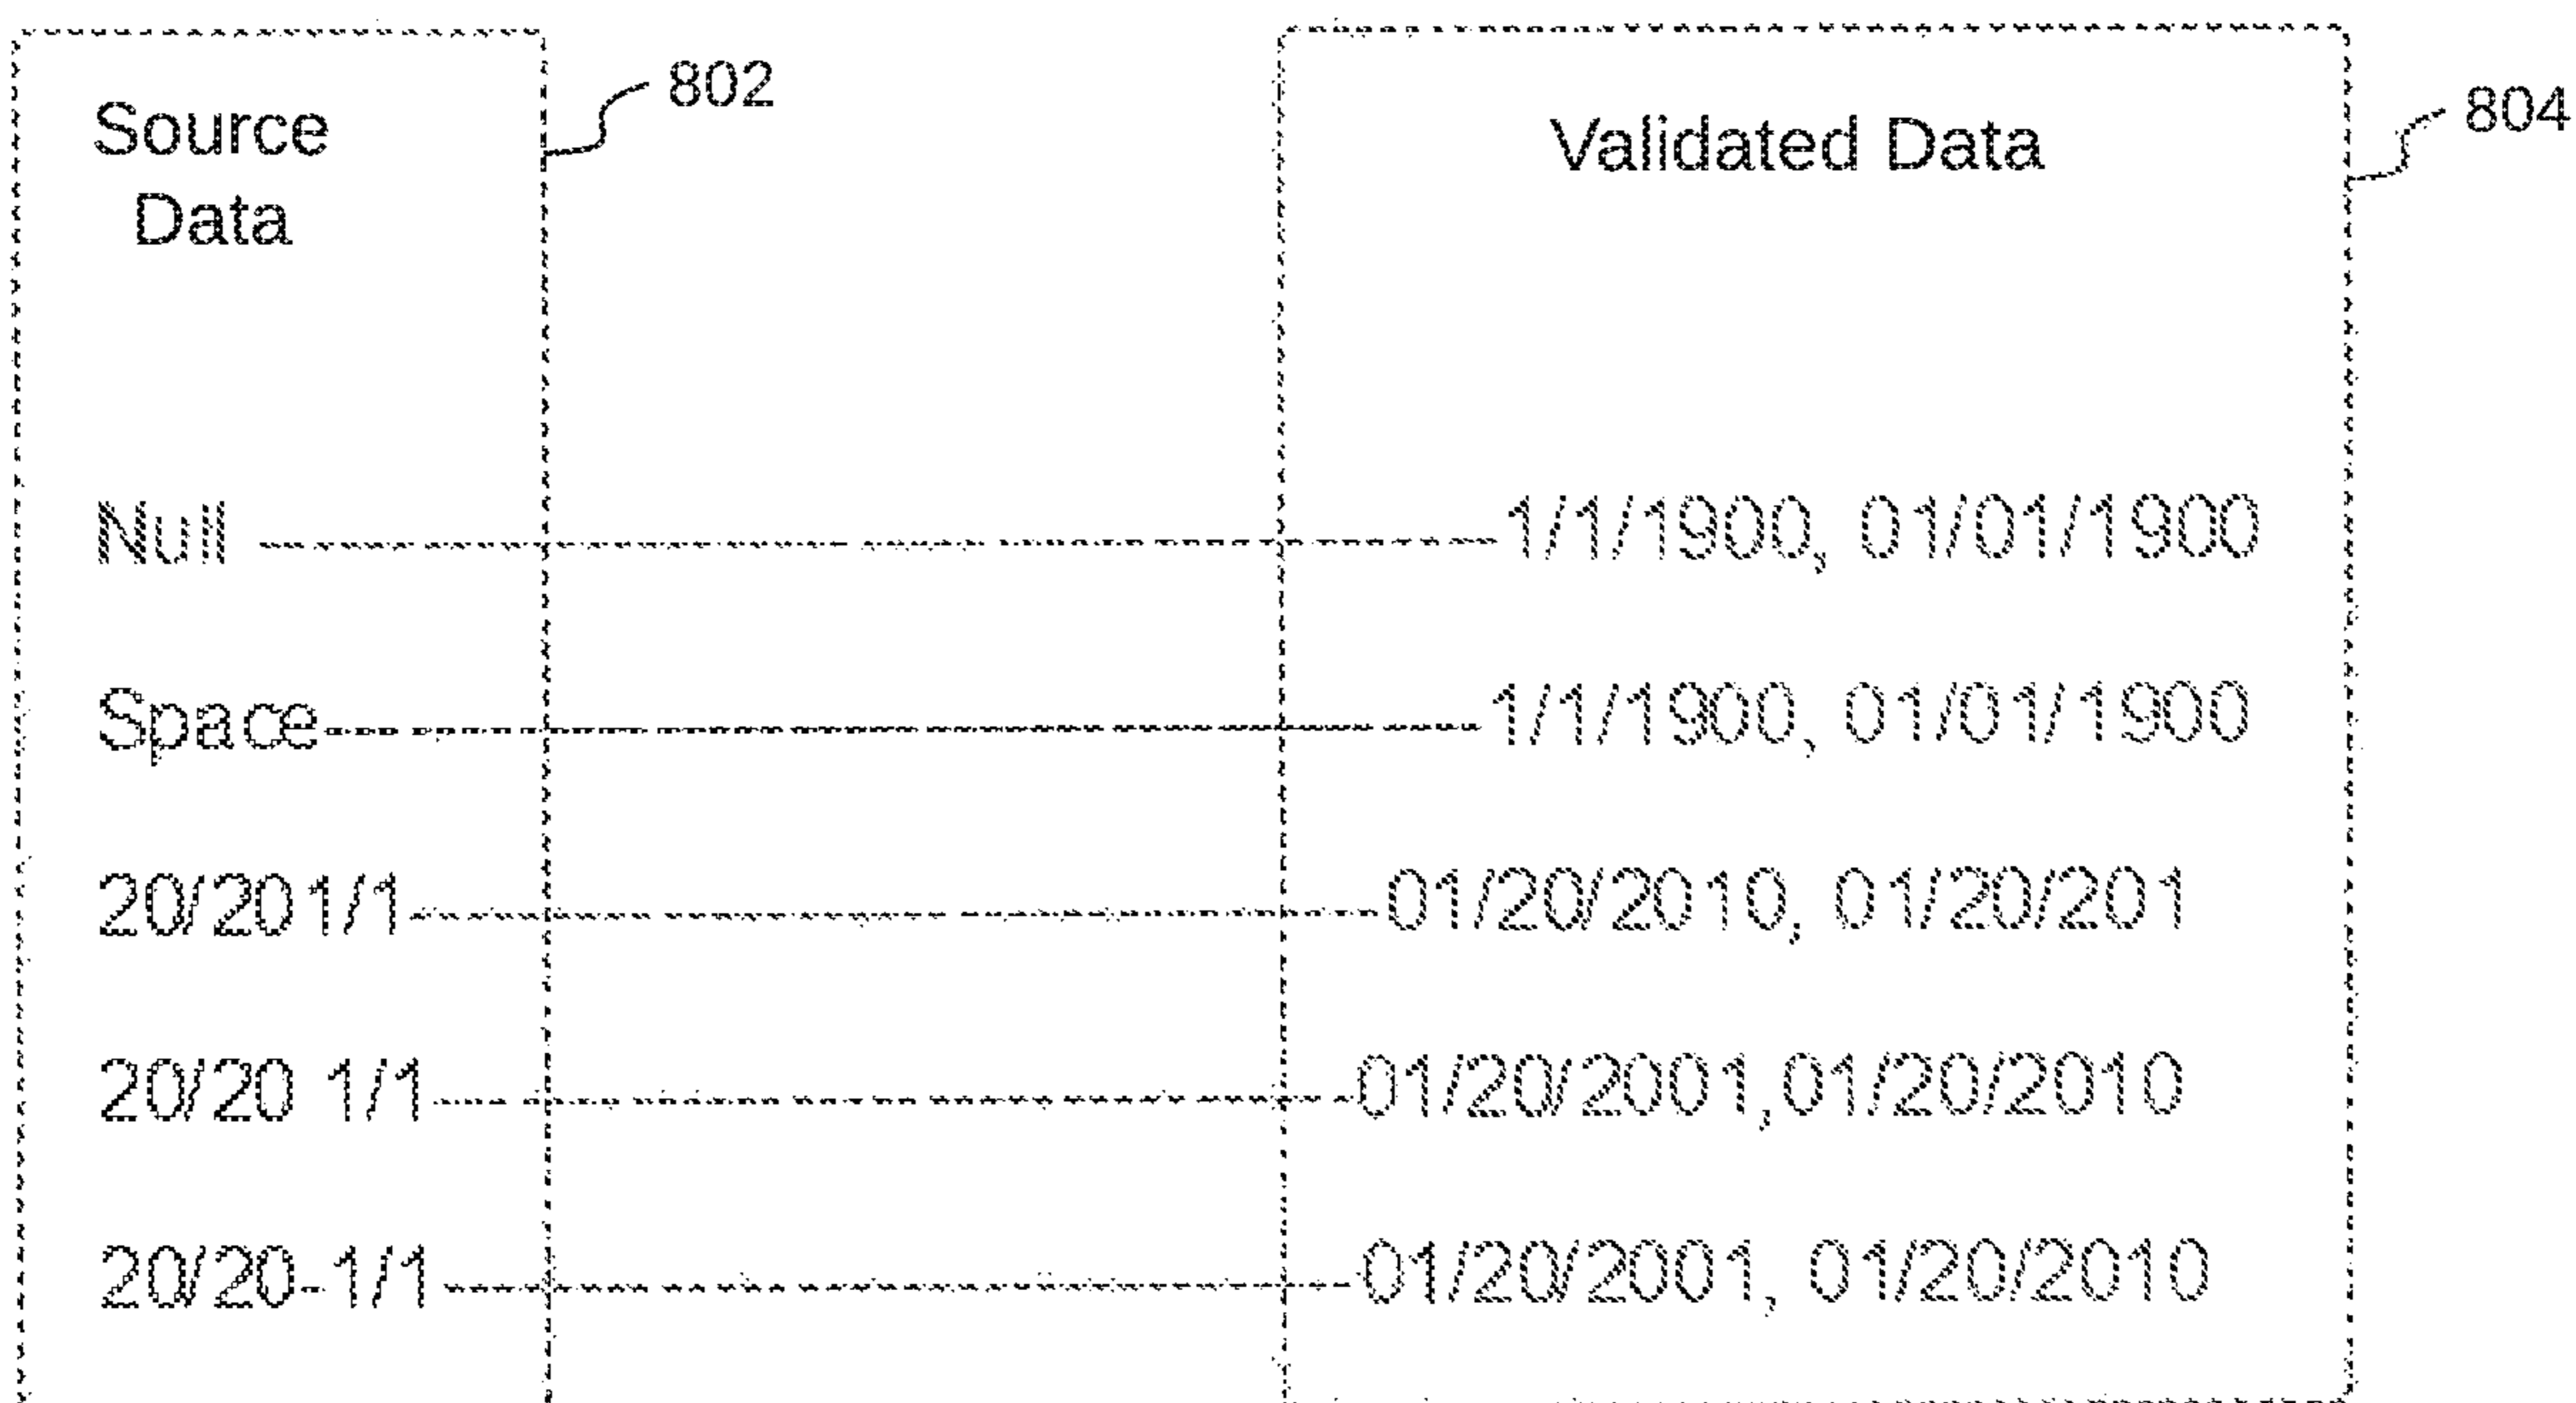 Source
Data
802
Validated Data
804
Null 1/1/1900, 01/01/1900
Space 1/1/1900, 01/01/1900
20/201/1 01/20/2010, 01/20/201
20/20 1/1 01/20/2001,01/20/2010
20/20-1/1 01/20/2001, 01/20/2010